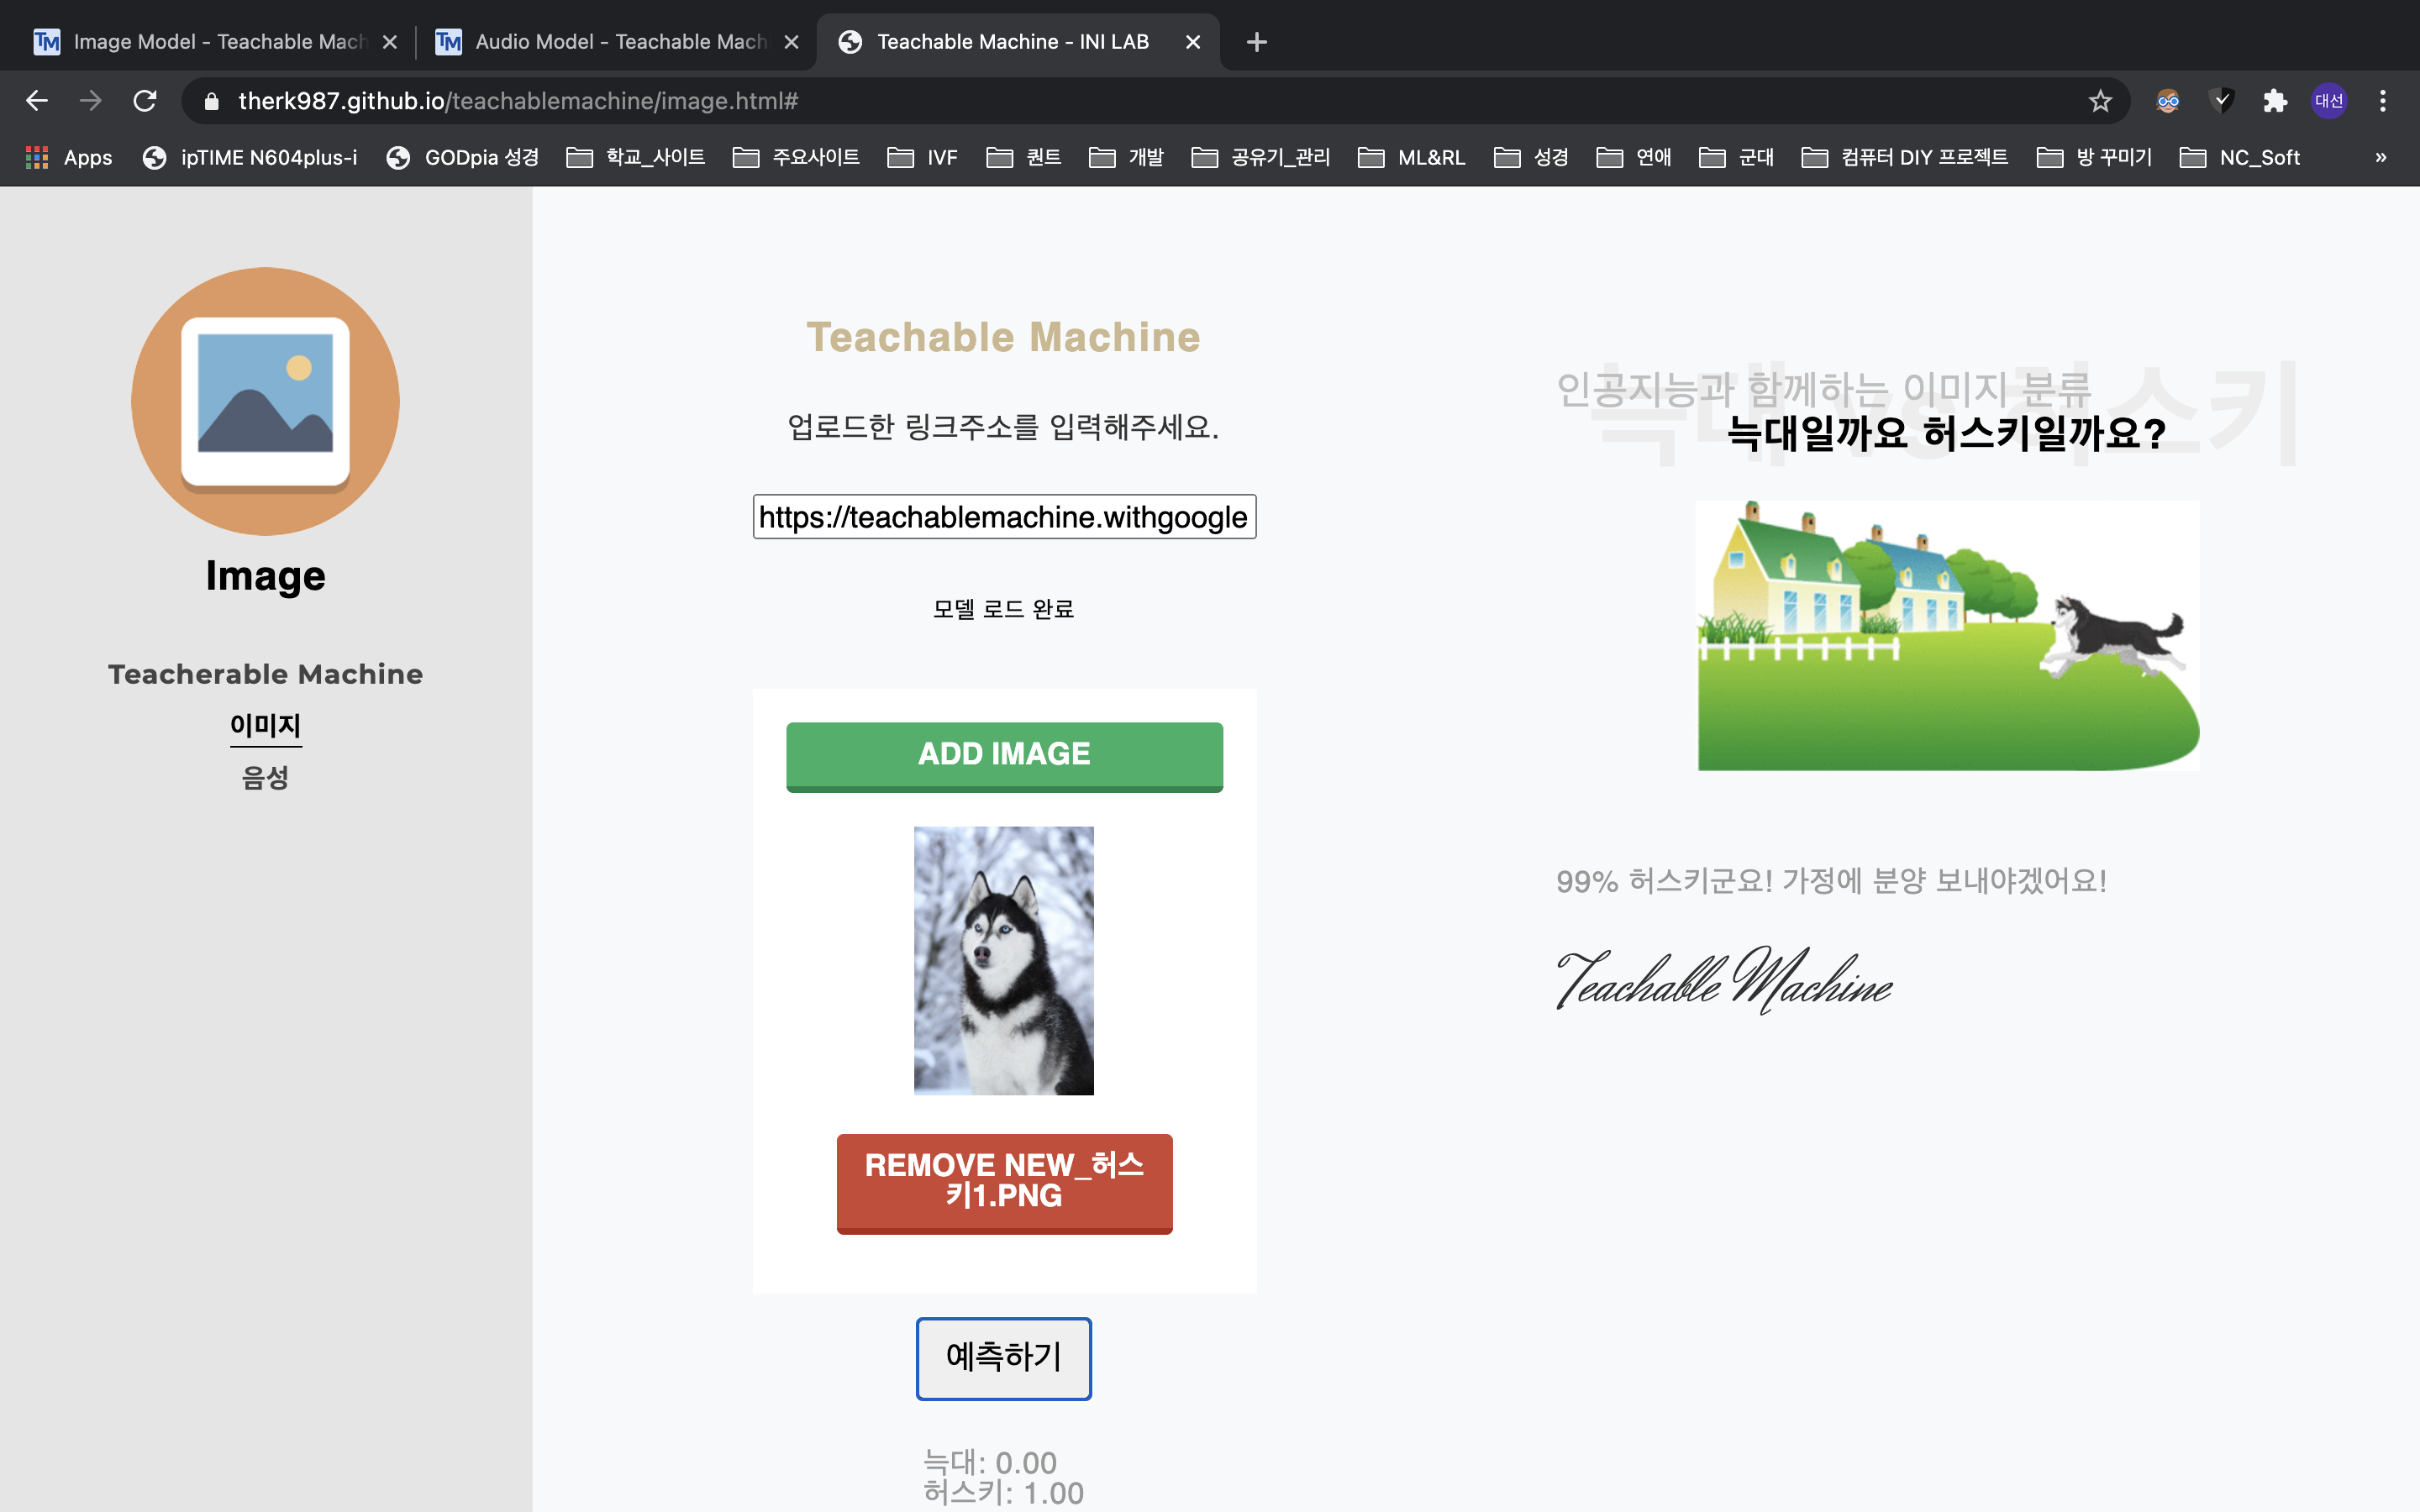 Image Model - Teachable Mach
Audio Model - Teachable Mach
Teachable Machine - INI LAB
therk987.github.io/teachablemachine/image.html#
대선
Apps
ipTIME N604plus-i
GODpia 성경
학교_사이트
주요사이트
IVF
퀀트
개발
공유기_관리
ML&RL
성경
연애
군대
컴퓨터 DIY 프로젝트
방 꾸미기
NC_Soft
»
Image
Teacherable Machine
이미지
음성
Teachable Machine
업로드한 링크주소를 입력해주세요.
https://teachablemachine.withgoogle
모델 로드 완료
ADD IMAGE
REMOVE NEW_허스
키1.PNG
예측하기
늑대: 0.00
허스키: 1.00
늑대 vs 허스키
인공지능과 함께하는 이미지 분류
늑대일까요 허스키일까요?
99% 허스키군요! 가정에 분양 보내야겠어요!
Teachable Machine